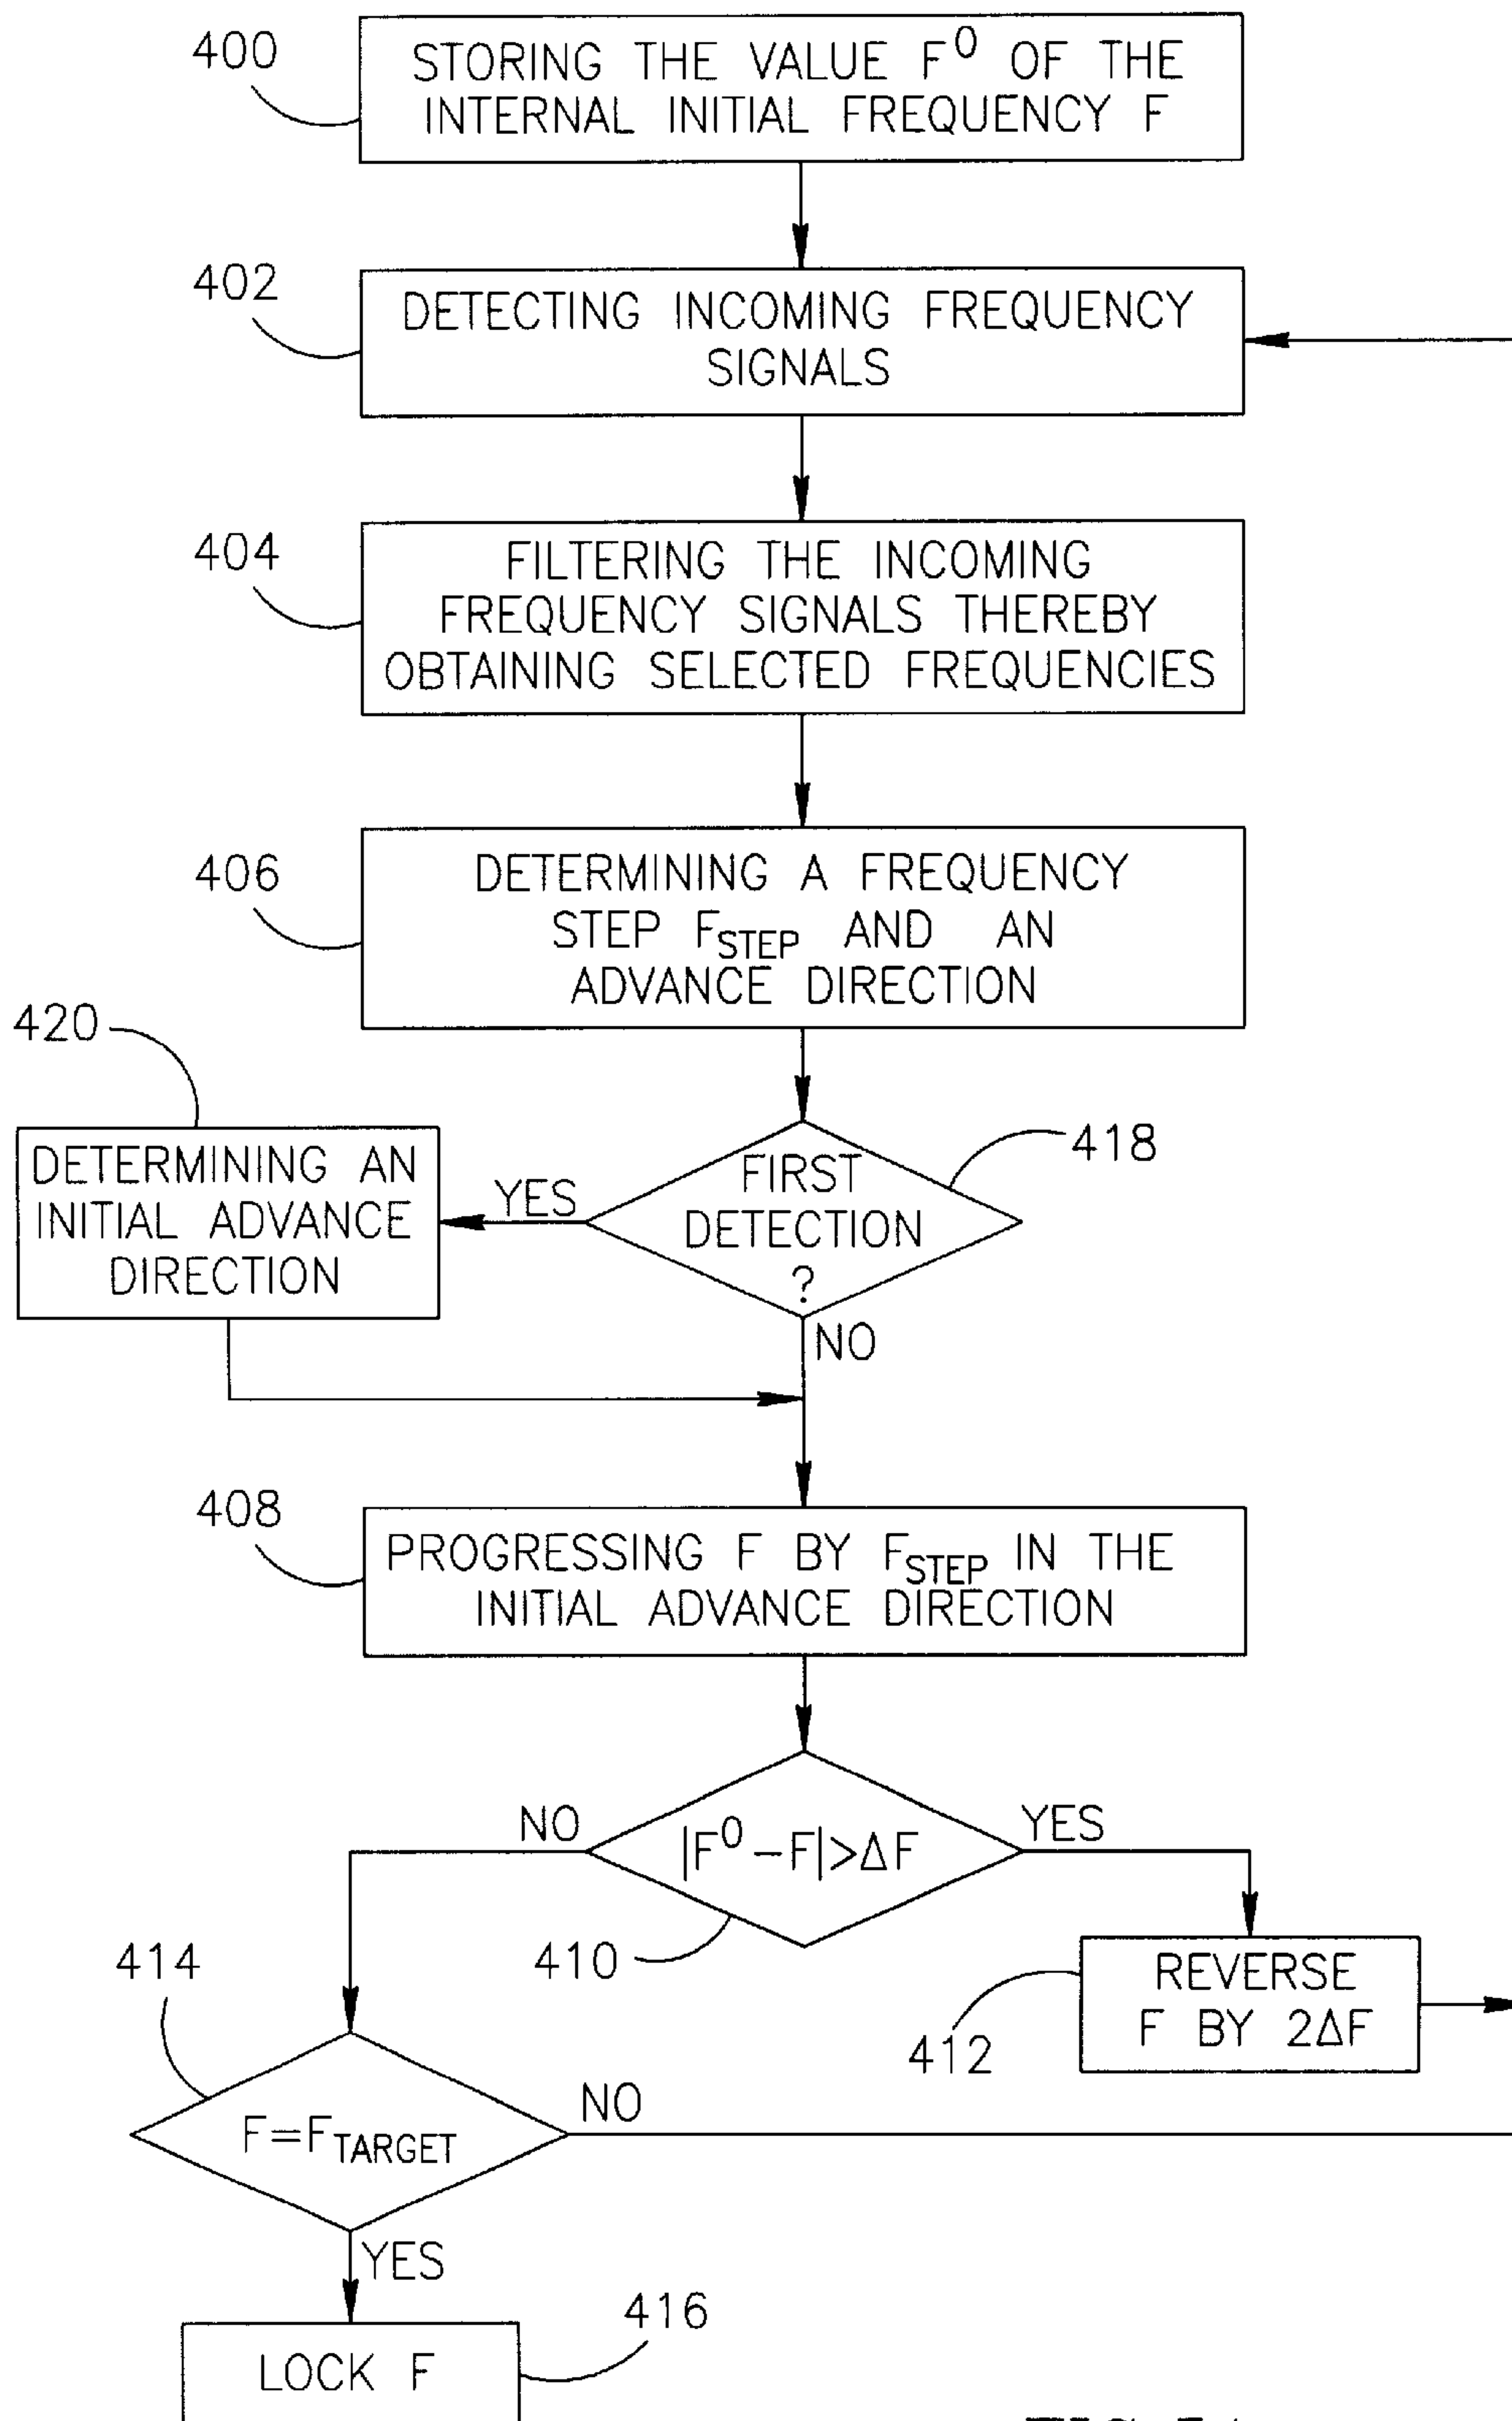 400
STORING THE VALUE F⁰ OF THE
INTERNAL INITIAL FREQUENCY F
402
DETECTING INCOMING FREQUENCY
SIGNALS
404
FILTERING THE INCOMING
FREQUENCY SIGNALS THEREBY
OBTAINING SELECTED FREQUENCIES
406
DETERMINING A FREQUENCY
STEP F_STEP AND AN
ADVANCE DIRECTION
420
DETERMINING AN
INITIAL ADVANCE
DIRECTION
YES
FIRST
DETECTION
?
418
NO
408
PROGRESSING F BY F_STEP IN THE
INITIAL ADVANCE DIRECTION
NO
|F⁰-F|>ΔF
YES
410
414
REVERSE
F BY 2ΔF
412
F=F_TARGET
NO
YES
416
LOCK F